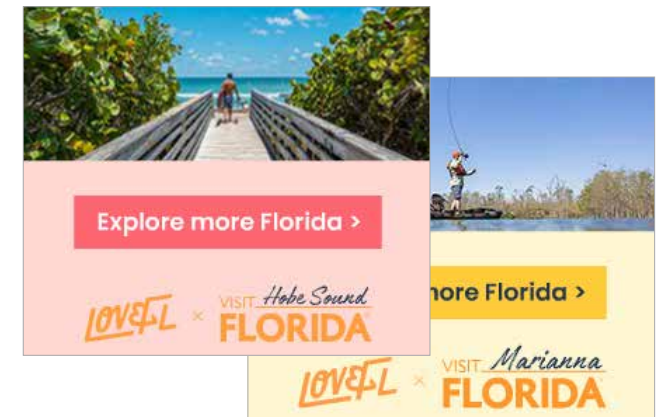 Explore more Florida >
LOVEFL × VISIT Hobe Sound
FLORIDA
more Florida >
LOVEFL × VISIT Marianna
FLORIDA